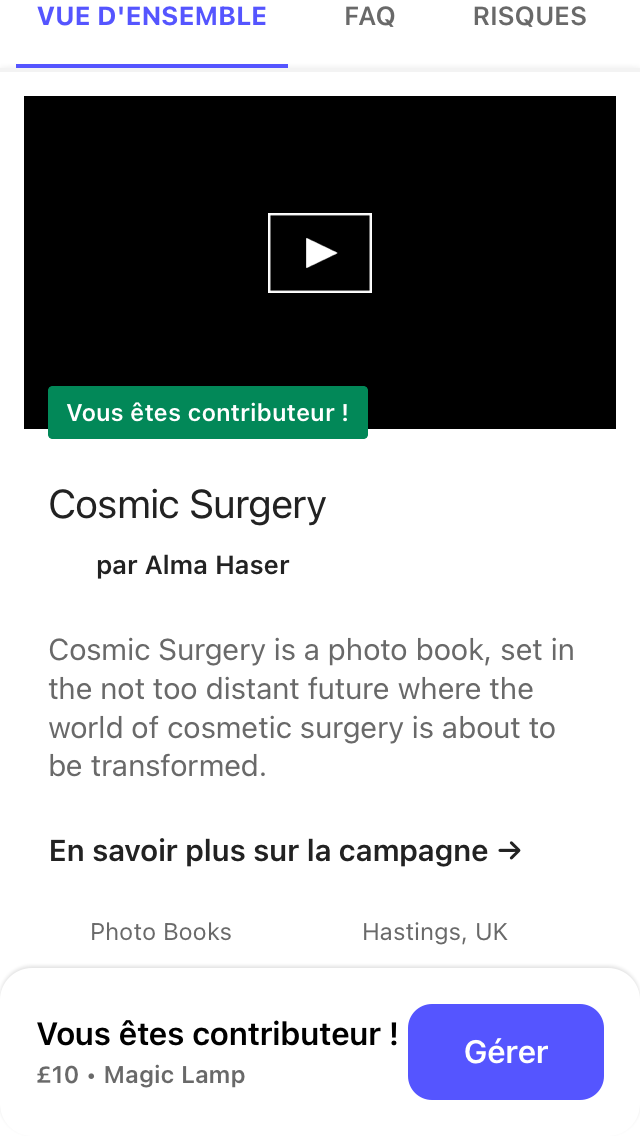 VUE D'ENSEMBLE FAQ RISQUES
Vous êtes contributeur !
Cosmic Surgery
par Alma Haser
Cosmic Surgery is a photo book, set in
the not too distant future where the
world of cosmetic surgery is about to
be transformed.
En savoir plus sur la campagne →
Photo Books Hastings, UK
Vous êtes contributeur !
£10 • Magic Lamp
Gérer